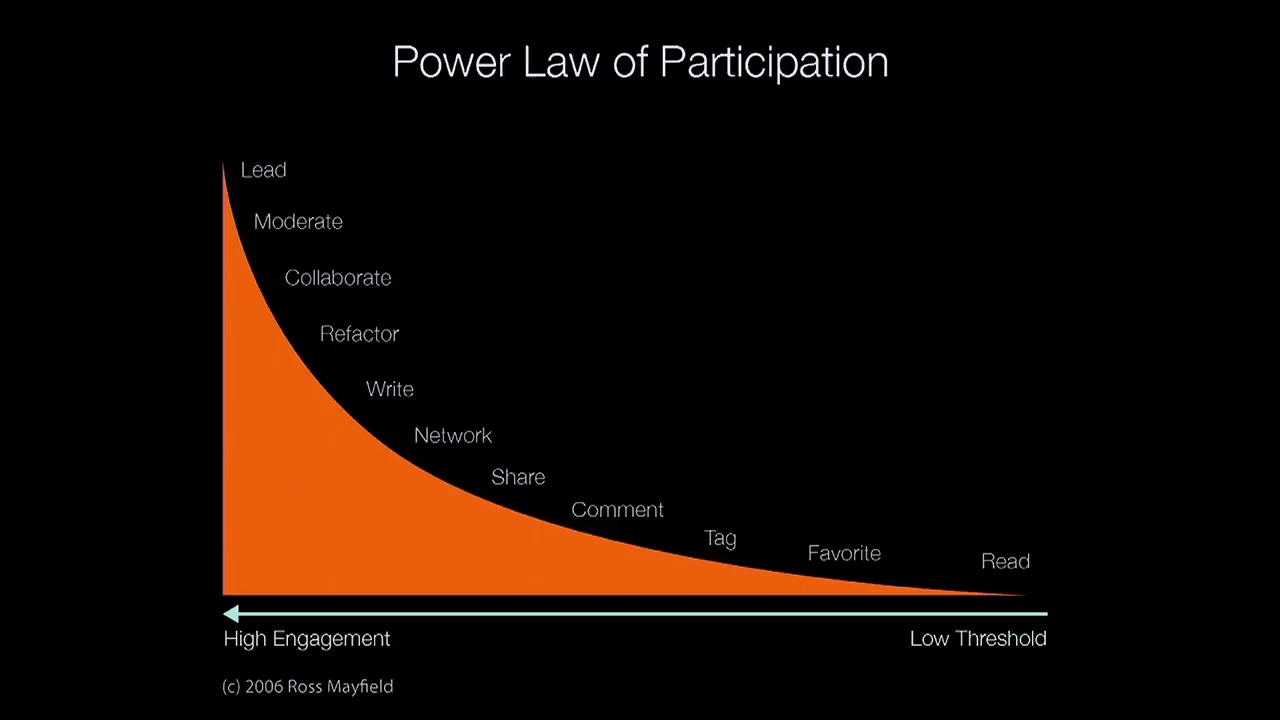 Power Law of Participation
Lead
Moderate
Collaborate
Refactor
Write
Network
Share
Comment
Tag
Favorite
Read
High Engagement
Low Threshold
(c) 2006 Ross Mayfield